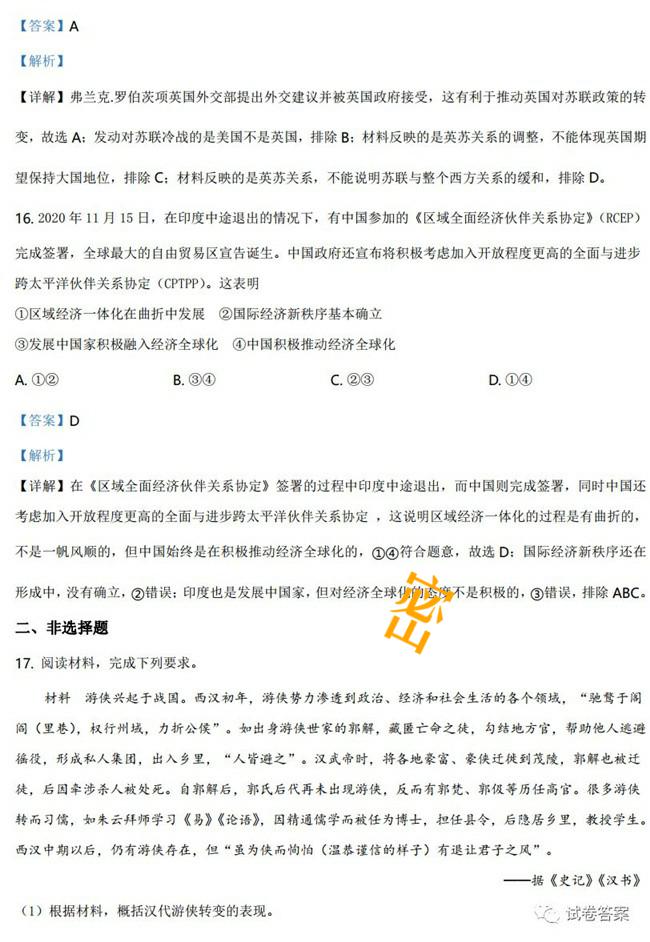 【答案】A
【解析】
【详解】弗兰克.罗伯茨项英国外交部提出外交建议并被英国政府接受，这有利于推动英国对苏联政策的转
变，故选 A；发动对苏联冷战的是美国不是英国，排除 B；材料反映的是英苏关系的调整，不能体现英国期
望保持大国地位，排除 C；材料反映的是英苏关系，不能说明苏联与整个西方关系的缓和，排除 D。
16. 2020 年 11 月 15 日，在印度中途退出的情况下，有中国参加的《区域全面经济伙伴关系协定》（RCEP）
完成签署，全球最大的自由贸易区宣告诞生。中国政府还宣布将积极考虑加入开放程度更高的全面与进步
跨太平洋伙伴关系协定（CPTPP）。这表明
①区域经济一体化在曲折中发展 ②国际经济新秩序基本确立
③发展中国家积极融入经济全球化 ④中国积极推动经济全球化
A. ①② B. ③④ C. ②③ D. ①④
【答案】D
【解析】
【详解】在《区域全面经济伙伴关系协定》签署的过程中印度中途退出，而中国则完成签署，同时中国还
考虑加入开放程度更高的全面与进步跨太平洋伙伴关系协定 ，这说明区域经济一体化的过程是有曲折的，
不是一帆风顺的，但中国始终是在积极推动经济全球化的，①④符合题意，故选 D；国际经济新秩序还在
形成中，没有确立，②错误；印度也是发展中国家，但对经济全球化的态度不是积极的，③错误，排除 ABC。
密
二、非选择题
17. 阅读材料，完成下列要求。
材料 游侠兴起于战国。西汉初年，游侠势力渗透到政治、经济和社会生活的各个领域，“驰骛于闾
阎（里巷），权行州域，力折公侯”。如出身游侠世家的郭解，藏匿亡命之徒，勾结地方官，帮助他人逃避
徭役，形成私人集团，出入乡里，“人皆避之”。汉武帝时，将各地豪富、豪侠迁徙到茂陵，郭解也被迁
徙，后因牵涉杀人被处死。自郭解后，郭氏后代再未出现游侠，反而有郭梵、郭伋等历任高官。很多游侠
转而习儒，如朱云拜师学习《易》《论语》，因精通儒学而被任为博士，担任县令，后隐居乡里，教授学生。
西汉中期以后，仍有游侠存在，但“虽为侠而恂恂（温恭谨信的样子）有退让君子之风”。
——据《史记》《汉书》
（1）根据材料，概括汉代游侠转变的表现。
试卷答案